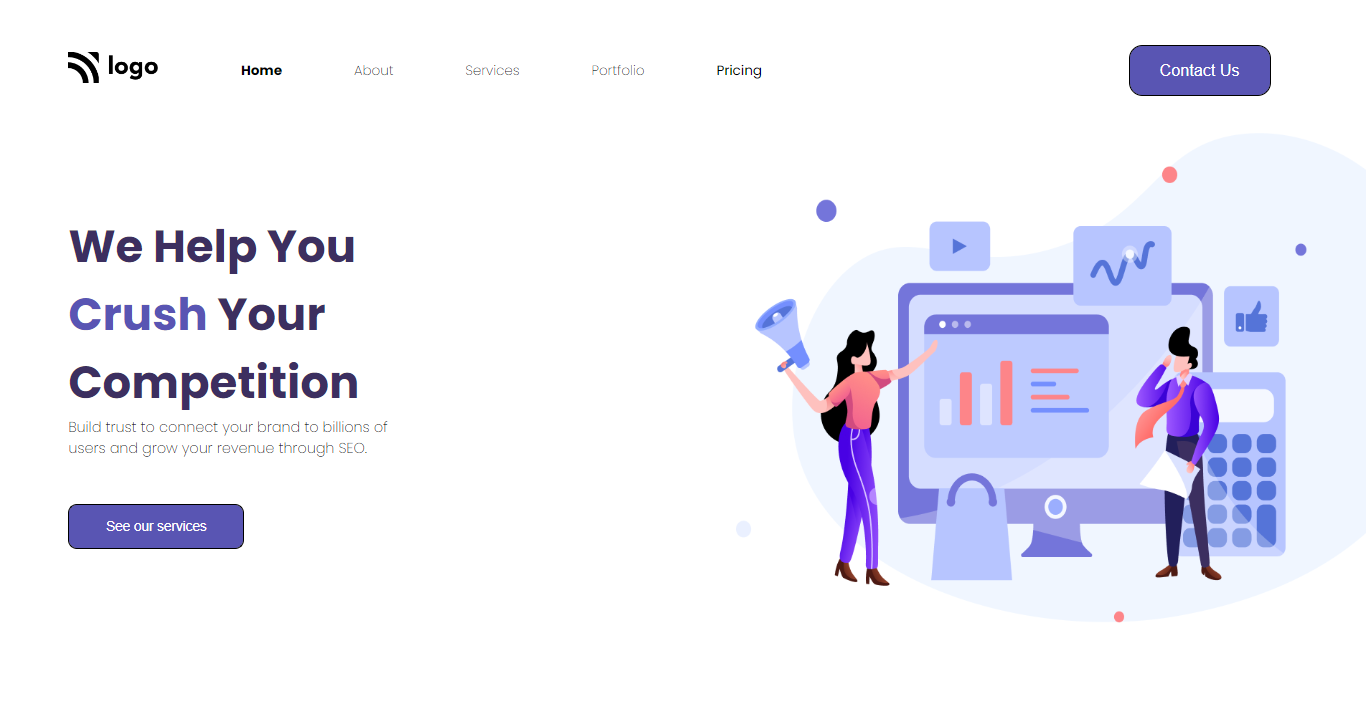 logo
Home
About
Services
Portfolio
Pricing
Contact Us
We Help You
Crush Your
Competition
Build trust to connect your brand to billions of
users and grow your revenue through SEO.
See our services